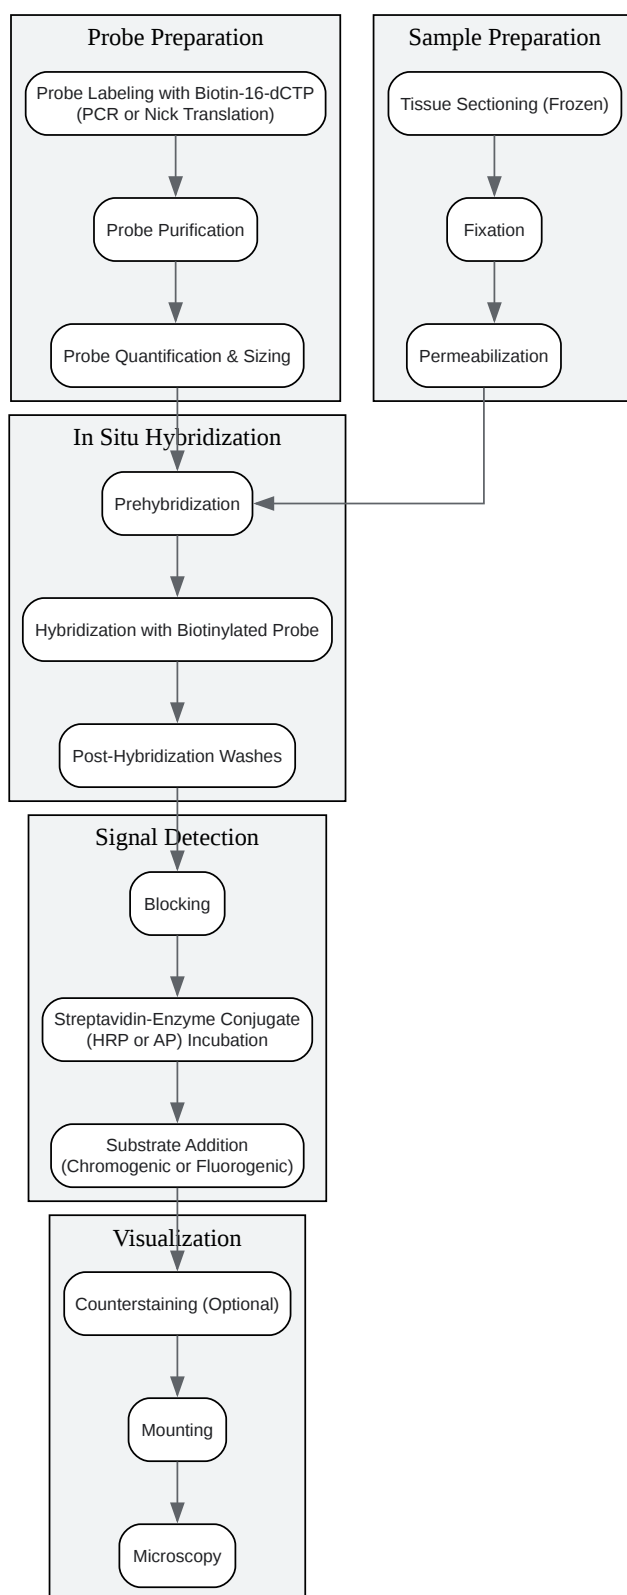 Probe Preparation
Probe Labeling with Biotin-16-dCTP
(PCR or Nick Translation)
Probe Purification
Probe Quantification & Sizing
Sample Preparation
Tissue Sectioning (Frozen)
Fixation
Permeabilization
In Situ Hybridization
Prehybridization
Hybridization with Biotinylated Probe
Post-Hybridization Washes
Signal Detection
Blocking
Streptavidin-Enzyme Conjugate
(HRP or AP) Incubation
Substrate Addition
(Chromogenic or Fluorogenic)
Visualization
Counterstaining (Optional)
Mounting
Microscopy